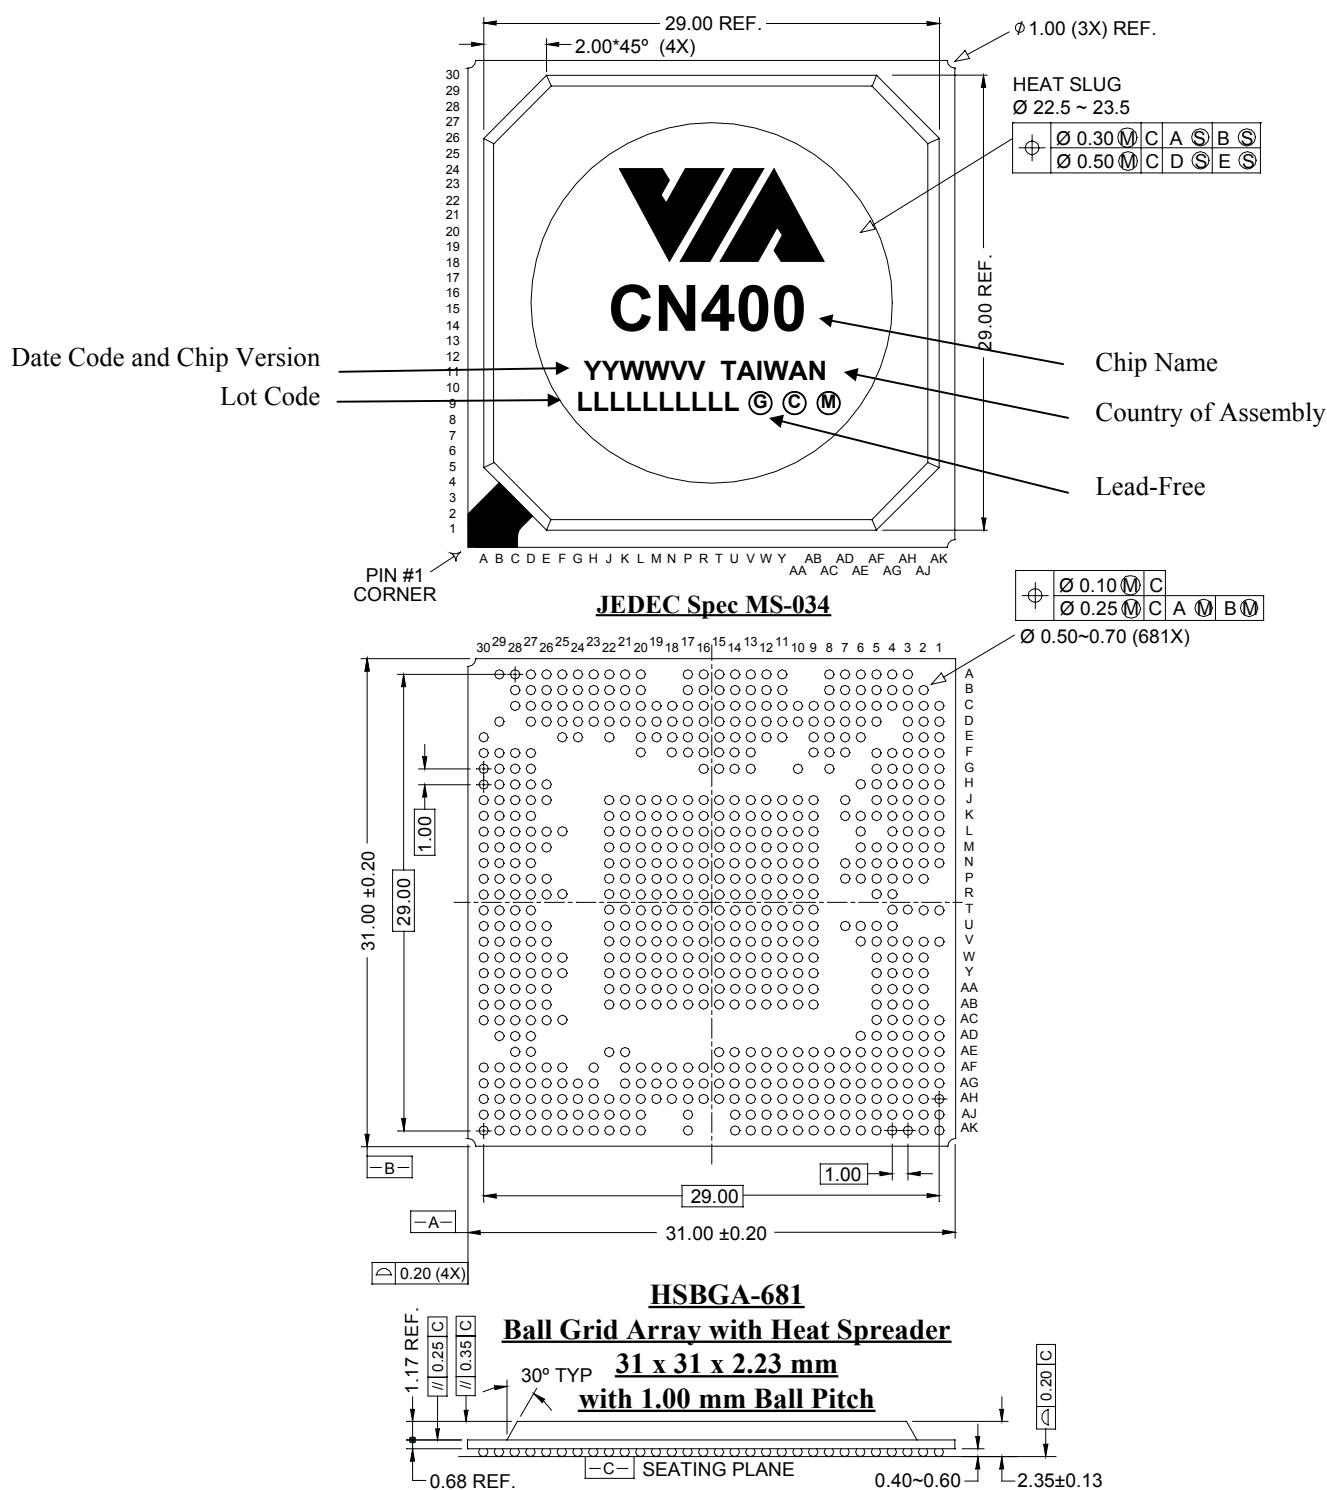 29.00 REF.
2.00*45º (4X)
⌀1.00 (3X) REF.
HEAT SLUG
Ø 22.5 ~ 23.5
⌖ Ø 0.30 Ⓜ C A Ⓢ B Ⓢ
Ø 0.50 Ⓜ C D Ⓢ E Ⓢ
30
29
28
27
26
25
24
23
22
21
20
19
18
17
16
15
14
13
12
11
10
9
8
7
6
5
4
3
2
1
VIA
CN400
YYWWVV TAIWAN
LLLLLLLLLL Ⓖ Ⓒ Ⓜ
29.00 REF.
Date Code and Chip Version
Lot Code
Chip Name
Country of Assembly
Lead-Free
Y
A B C D E F G H J K L M N P R T U V W Y AA AB AC AD AE AF AG AH AJ AK
PIN #1
CORNER
JEDEC Spec MS-034
⌖ Ø 0.10 Ⓜ C
Ø 0.25 Ⓜ C A Ⓜ B Ⓜ
Ø 0.50~0.70 (681X)
30 29 28 27 26 25 24 23 22 21 20 19 18 17 16 15 14 13 12 11 10 9 8 7 6 5 4 3 2 1
A
B
C
D
E
F
G
H
J
K
L
M
N
P
R
T
U
V
W
Y
AA
AB
AC
AD
AE
AF
AG
AH
AJ
AK
1.00
29.00
31.00 ±0.20
–B–
1.00
29.00
–A–
31.00 ±0.20
⌓ 0.20 (4X)
HSBGA-681
Ball Grid Array with Heat Spreader
31 x 31 x 2.23 mm
with 1.00 mm Ball Pitch
1.17 REF.
// 0.25 C
// 0.35 C
30º TYP
⌓ 0.20 C
–C– SEATING PLANE
0.68 REF.
0.40~0.60
2.35±0.13